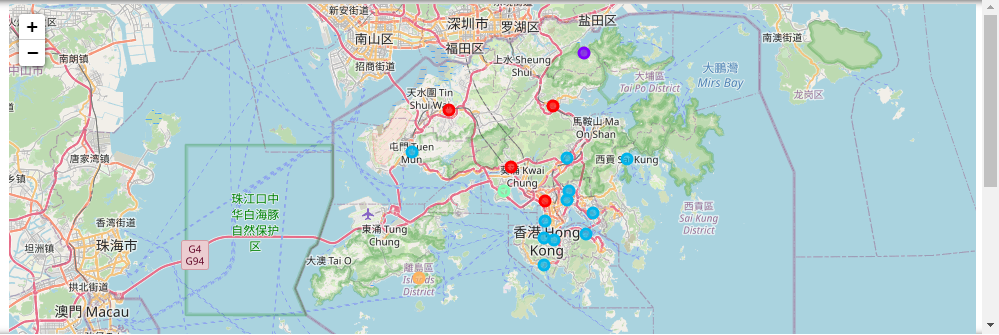 +
−
新安街道
深圳市
罗湖区
盐田区
南山区
福田区
南澳街道
南朗镇
招商街道
上水 Sheung
Shui
大鵬灣
Mirs Bay
大埔區
Tai Po District
龙岗区
天水圍 Tin
Shui Wa
馬鞍山 Ma
On Shan
屯門 Tuen
Mun
西貢 S Kung
唐家湾镇
Kwai
Chung
珠江口中
华白海豚
自然保护
区
西貢區
Sai Kung
District
香湾街道
珠海市
坦洲镇
東涌 Tung
Chung
香港 Hong
Kong
G4
G94
大澳 Tai O
離島區
Islands
District
拱北街道
澳門 Macau